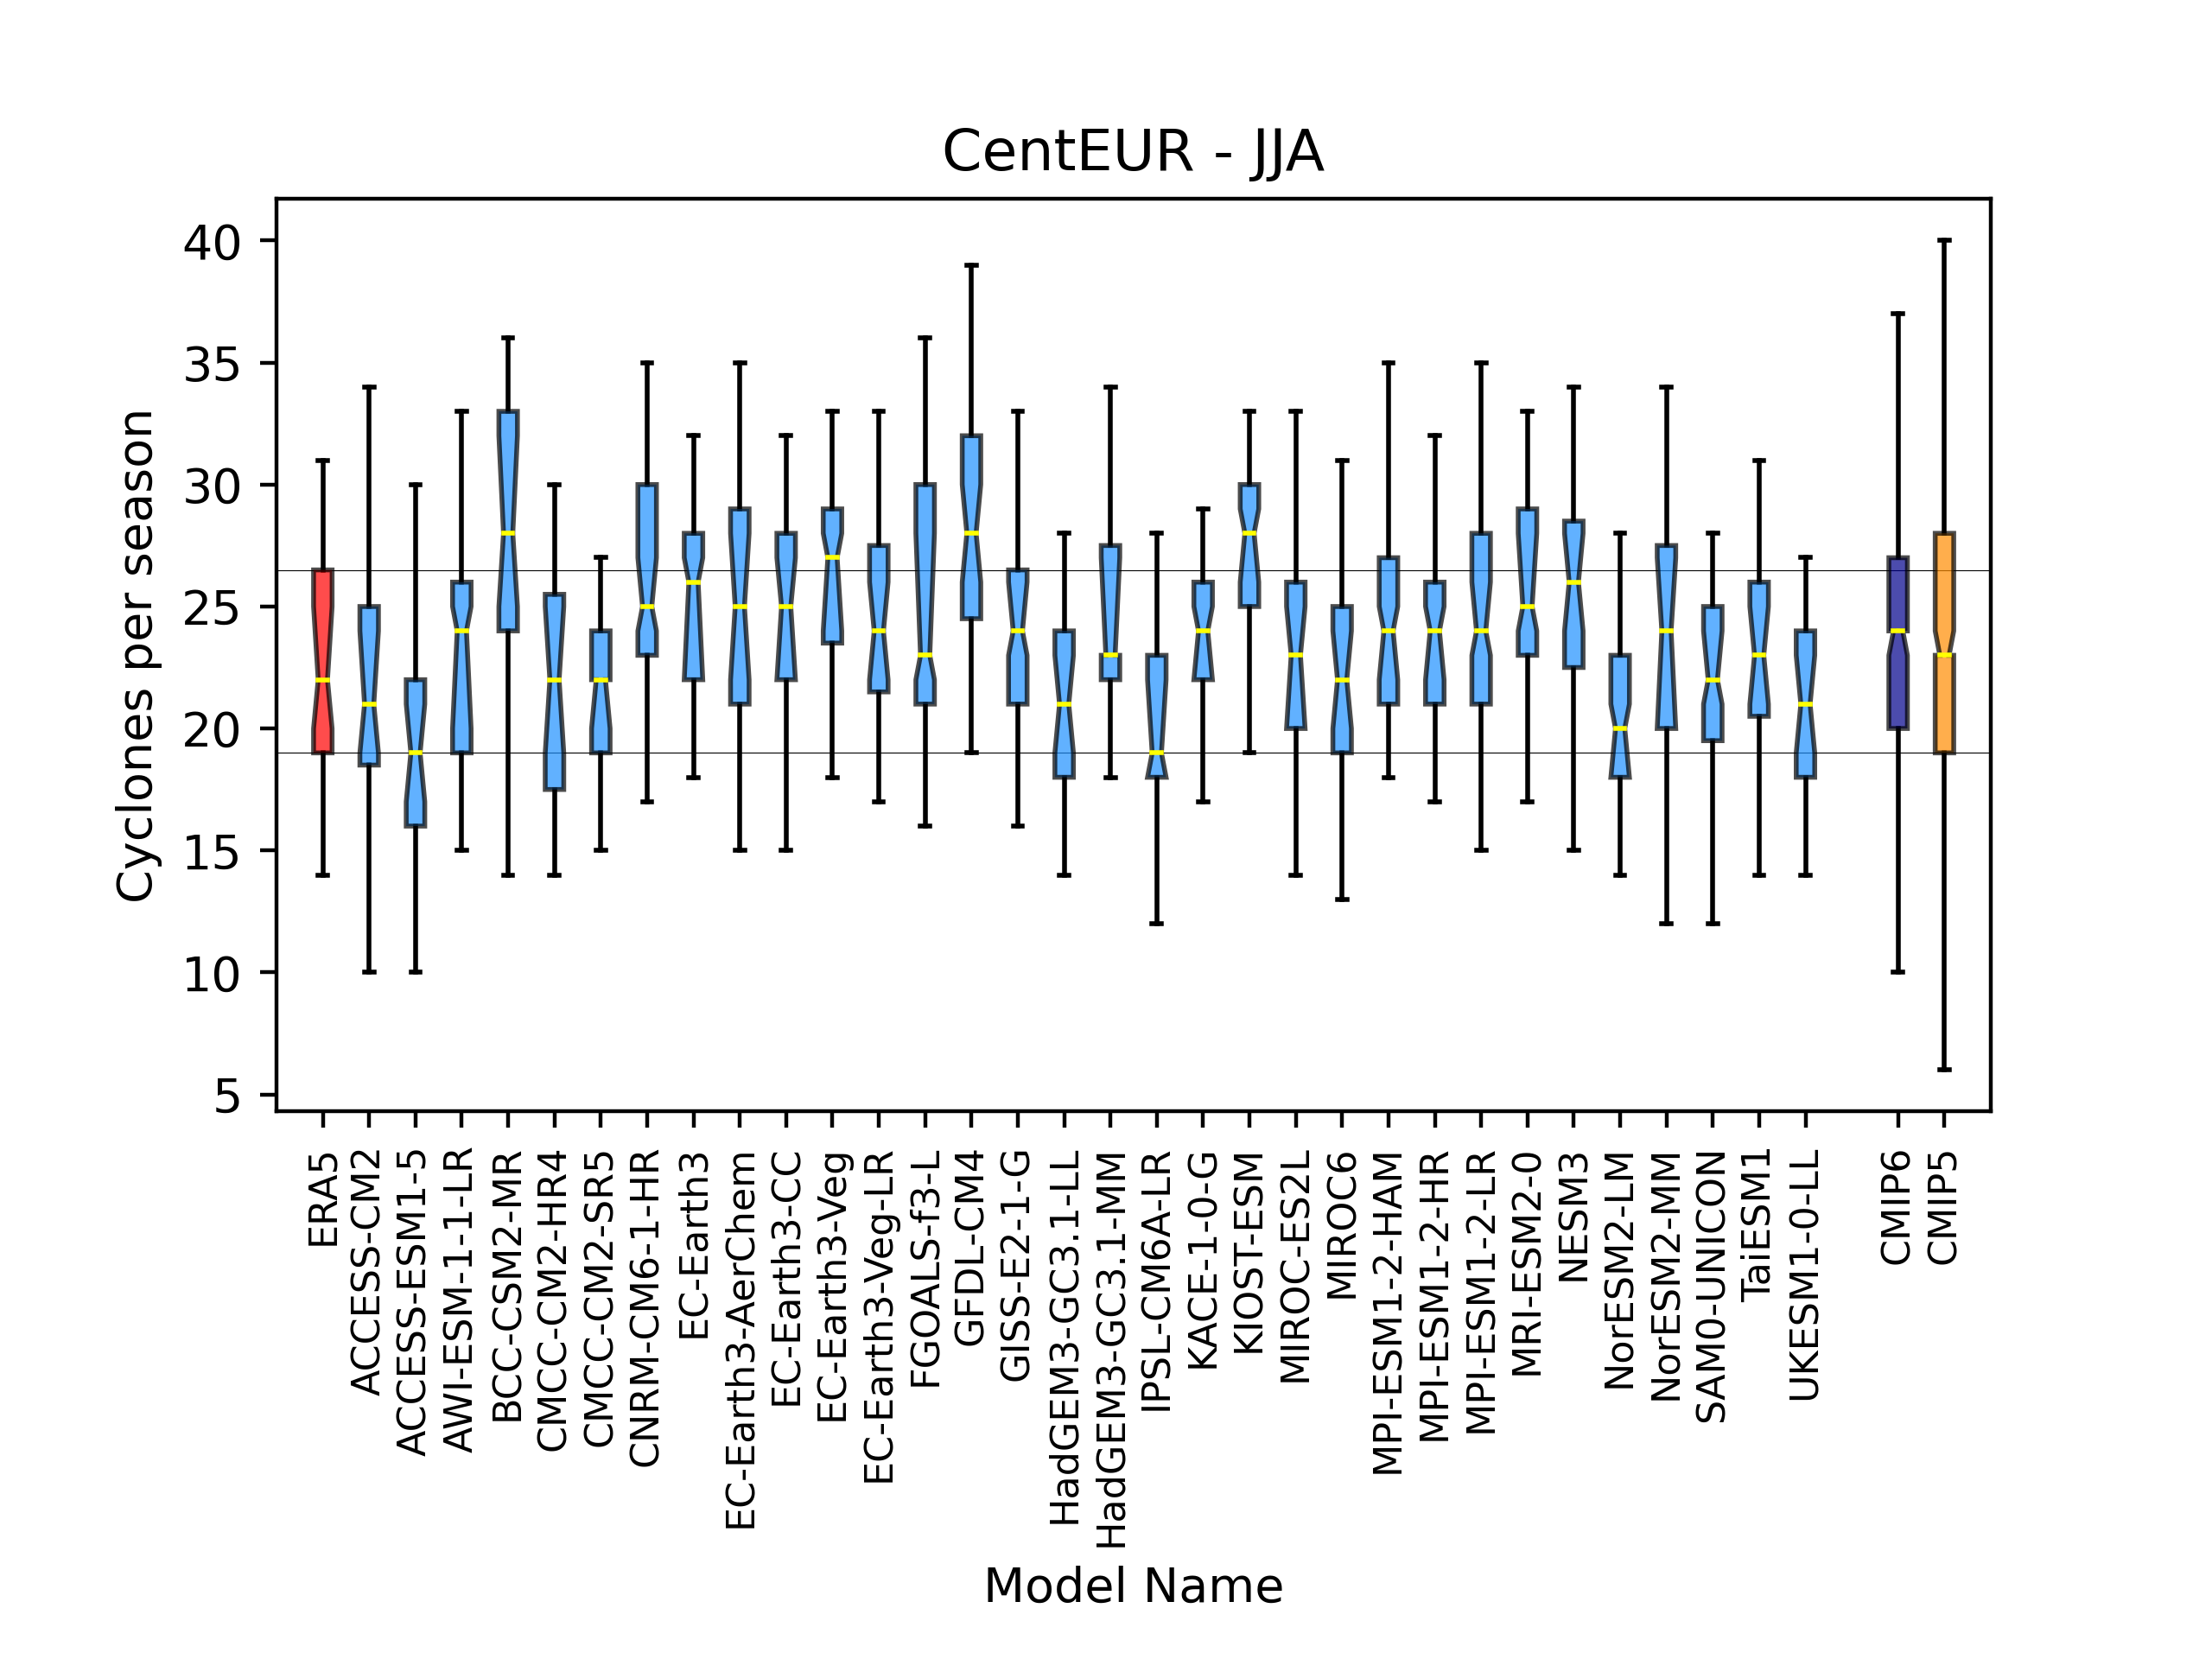 CentEUR - JJA
Cyclones per season
40
35
30
25
20
15
10
5
ERA5
ACCESS-CM2
ACCESS-ESM1-5
AWI-ESM-1-1-LR
BCC-CSM2-MR
CMCC-CM2-HR4
CMCC-CM2-SR5
CNRM-CM6-1-HR
EC-Earth3
EC-Earth3-AerChem
EC-Earth3-CC
EC-Earth3-Veg
EC-Earth3-Veg-LR
FGOALS-f3-L
GFDL-CM4
GISS-E2-1-G
HadGEM3-GC3.1-LL
HadGEM3-GC3.1-MM
IPSL-CM6A-LR
KACE-1-0-G
KIOST-ESM
MIROC-ES2L
MIROC6
MPI-ESM1-2-HAM
MPI-ESM1-2-HR
MPI-ESM1-2-LR
MRI-ESM2-0
NESM3
NorESM2-LM
NorESM2-MM
SAM0-UNICON
TaiESM1
UKESM1-0-LL
CMIP6
CMIP5
Model Name